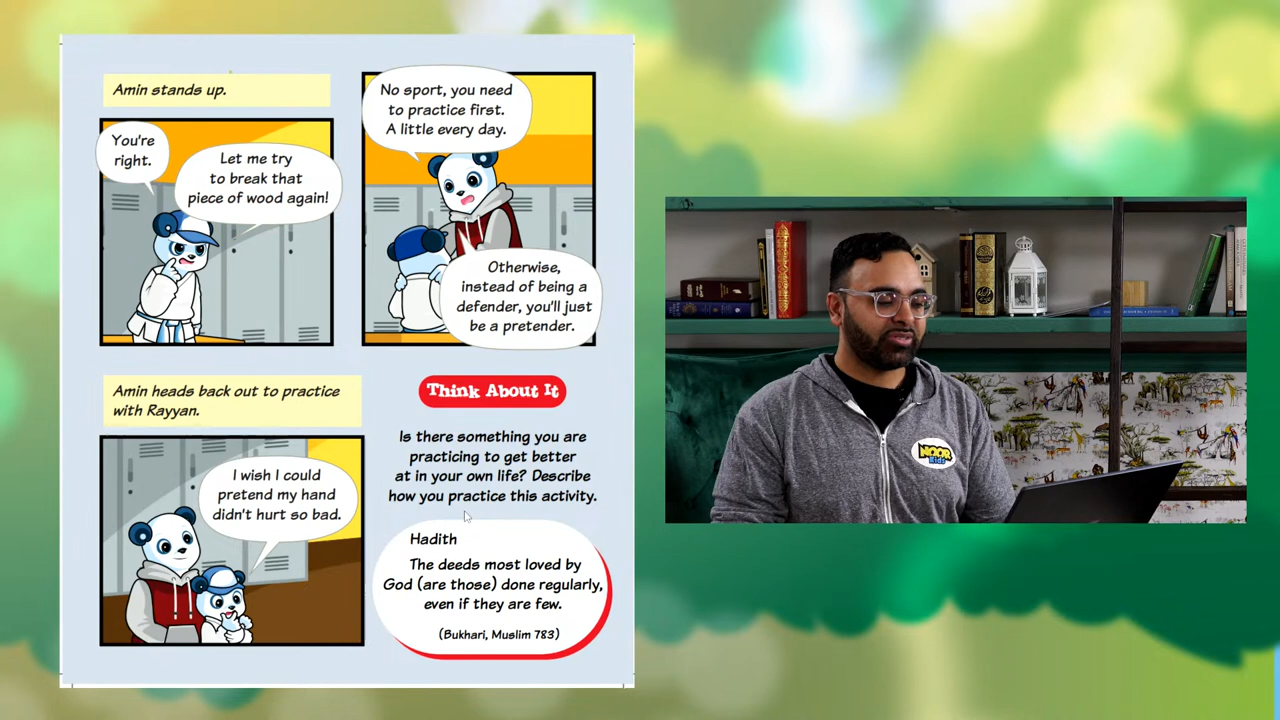 Amin stands up.
You're
right.
Let me try
to break that
piece of wood again!
No sport, you need
to practice first.
A little every day.
Otherwise,
instead of being a
defender, you'll just
be a pretender.
Amin heads back out to practice
with Rayyan.
I wish I could
pretend my hand
didn't hurt so bad.
Think About It
Is there something you are
practicing to get better
at in your own life? Describe
how you practice this activity.
Hadith
The deeds most loved by
God (are those) done regularly,
even if they are few.
(Bukhari, Muslim 783)
NOOR
Kids